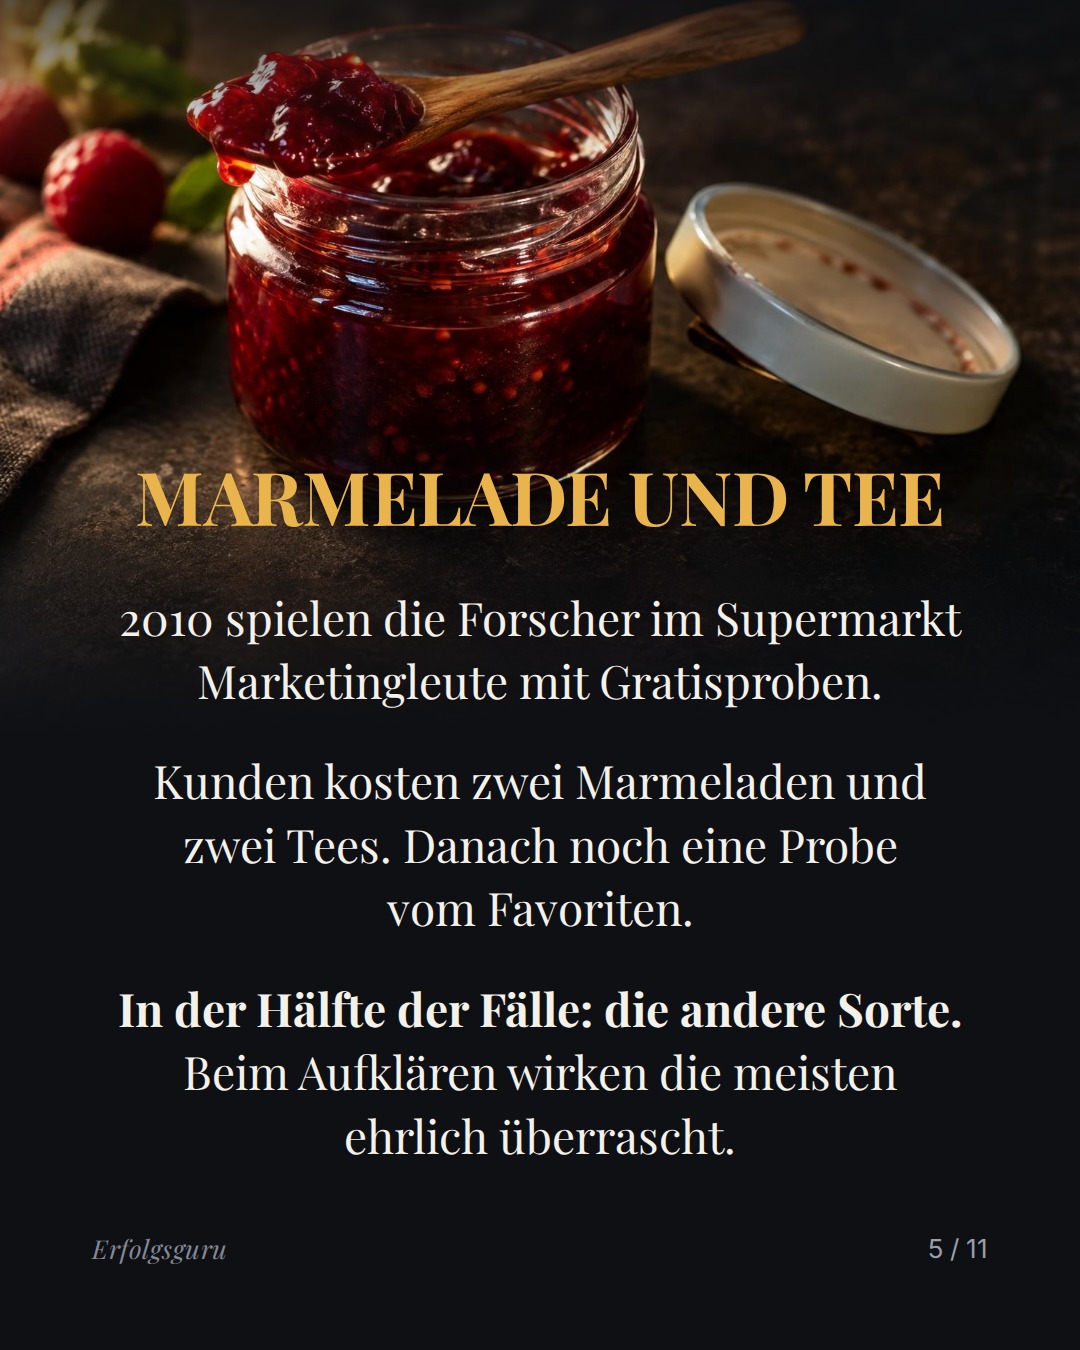 MARMELADE UND TEE
2010 spielen die Forscher im Supermarkt
Marketingleute mit Gratisproben.
Kunden kosten zwei Marmeladen und
zwei Tees. Danach noch eine Probe
vom Favoriten.
In der Hälfte der Fälle: die andere Sorte.
Beim Aufklären wirken die meisten
ehrlich überrascht.
Erfolgsguru
5 / 11